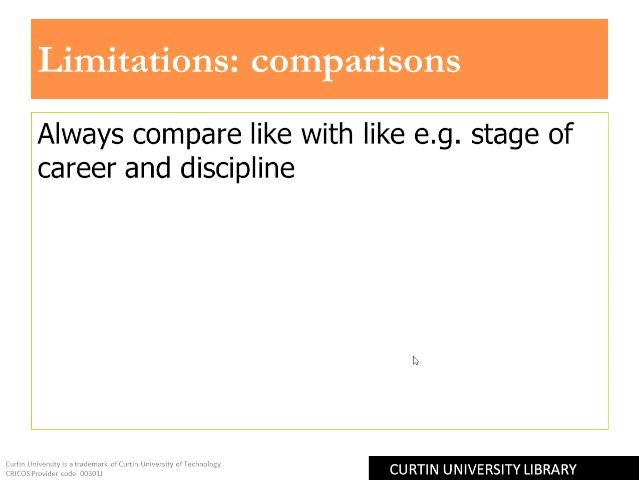 Limitations: comparisons
Always compare like with like e.g. stage of
career and discipline
Curtin University is a trademark of Curtin University of Technology
CRICOS Provider code 00301J
CURTIN UNIVERSITY LIBRARY